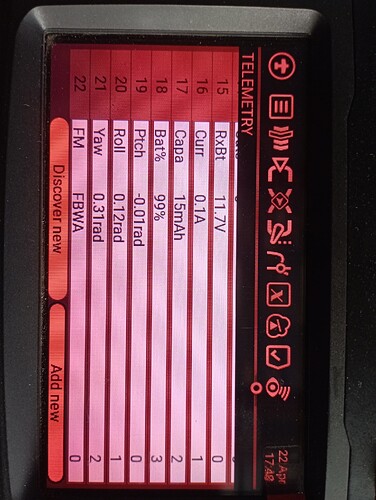 22 Apr
17:48
TELEMETRY
15 RxBt 11.7V 0
16 Curr 0.1A 1
17 Capa 15mAh 2
18 Bat% 99% 3
19 Ptch -0.01rad 0
20 Roll 0.12rad 1
21 Yaw 0.31rad 2
22 FM FBWA 0
Discover new
Add new